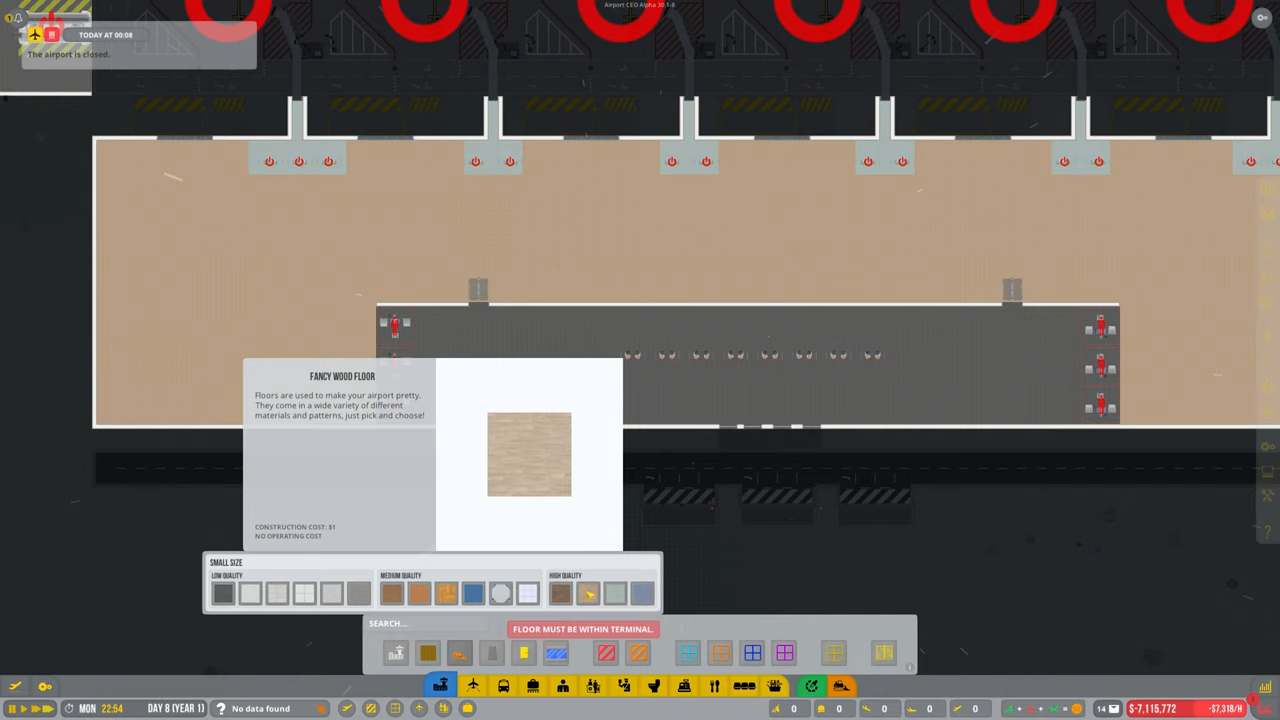 Airport CEO Alpha 30.1-8
1
TODAY AT 00:08
The airport is closed.
FANCY WOOD FLOOR
Floors are used to make your airport pretty.
They come in a wide variety of different
materials and patterns, just pick and choose!
CONSTRUCTION COST: $1
NO OPERATING COST
SMALL SIZE
LOW QUALITY
MEDIUM QUALITY
HIGH QUALITY
SEARCH...
FLOOR MUST BE WITHIN TERMINAL.
MON 22:54
DAY 8 (YEAR 1)
? No data found
0
0
0
0
0
14
$-7,115,772
-$7,318/H
1